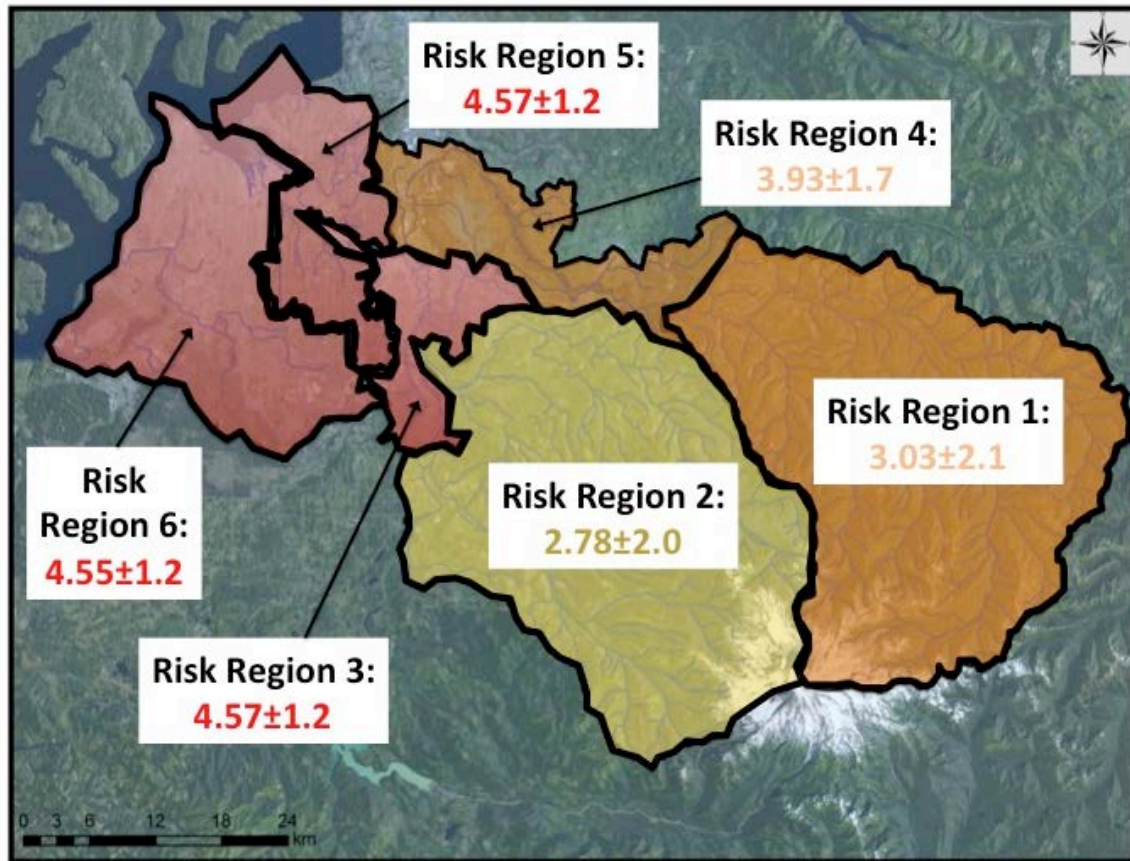 Risk Region 5:
4.57±1.2
Risk Region 4:
3.93±1.7
Risk Region 1:
3.03±2.1
Risk Region 2:
2.78±2.0
Risk
Region 6:
4.55±1.2
Risk Region 3:
4.57±1.2
0 3 6 12 18 24
km